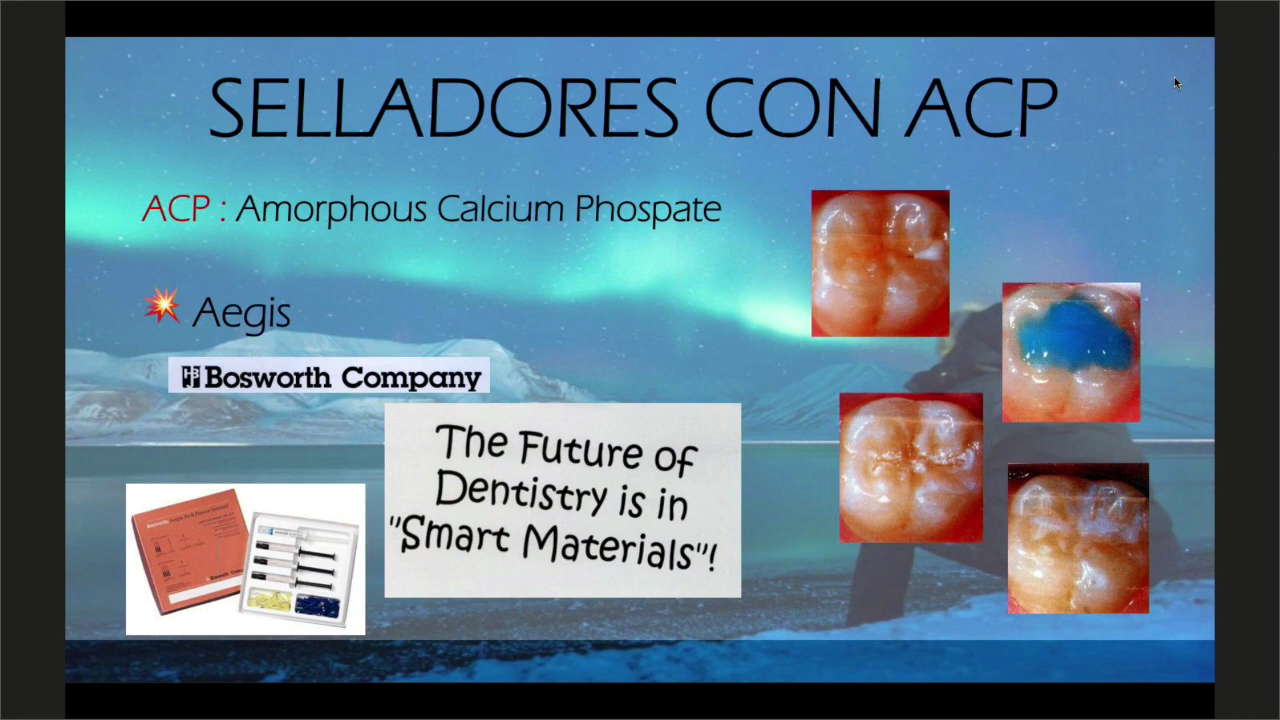 SELLADORES CON ACP
ACP : Amorphous Calcium Phospate
Aegis
Bosworth Company
The Future of
Dentistry is in
"Smart Materials"!